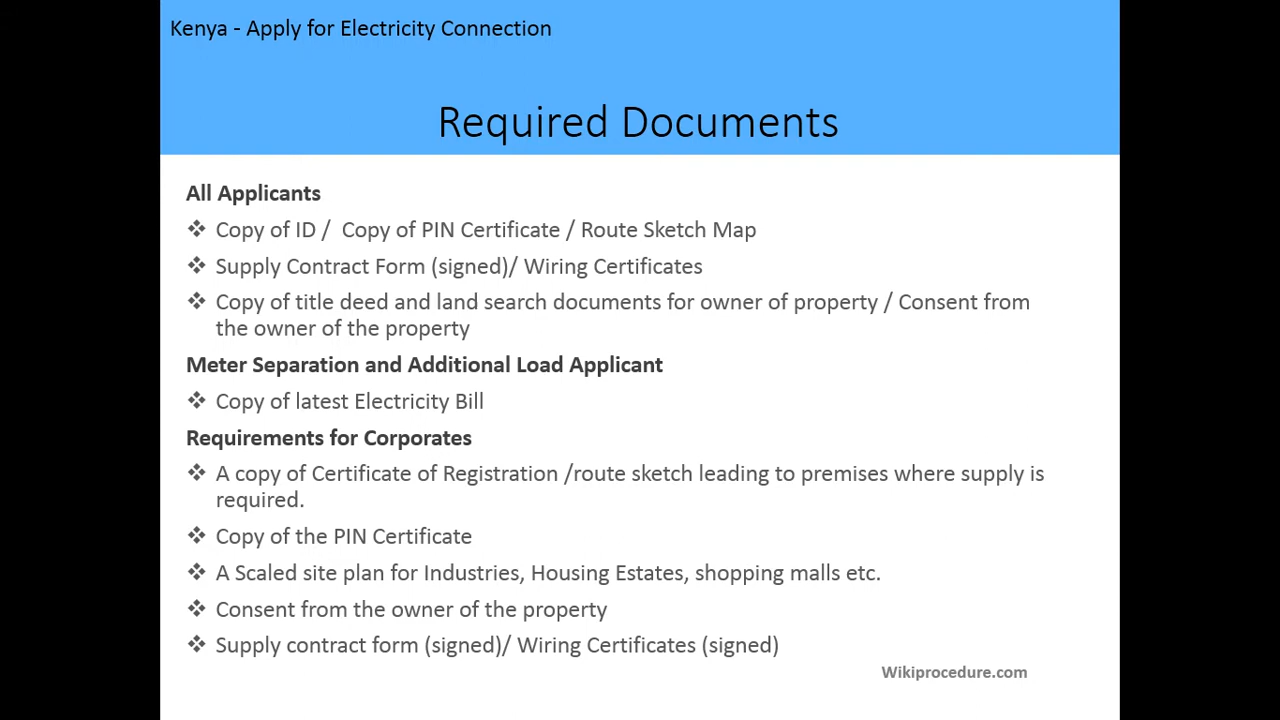 Kenya - Apply for Electricity Connection
Required Documents
All Applicants
❖ Copy of ID /  Copy of PIN Certificate / Route Sketch Map
❖ Supply Contract Form (signed)/ Wiring Certificates
❖ Copy of title deed and land search documents for owner of property / Consent from
the owner of the property
Meter Separation and Additional Load Applicant
❖ Copy of latest Electricity Bill
Requirements for Corporates
❖ A copy of Certificate of Registration /route sketch leading to premises where supply is
required.
❖ Copy of the PIN Certificate
❖ A Scaled site plan for Industries, Housing Estates, shopping malls etc.
❖ Consent from the owner of the property
❖ Supply contract form (signed)/ Wiring Certificates (signed)
Wikiprocedure.com